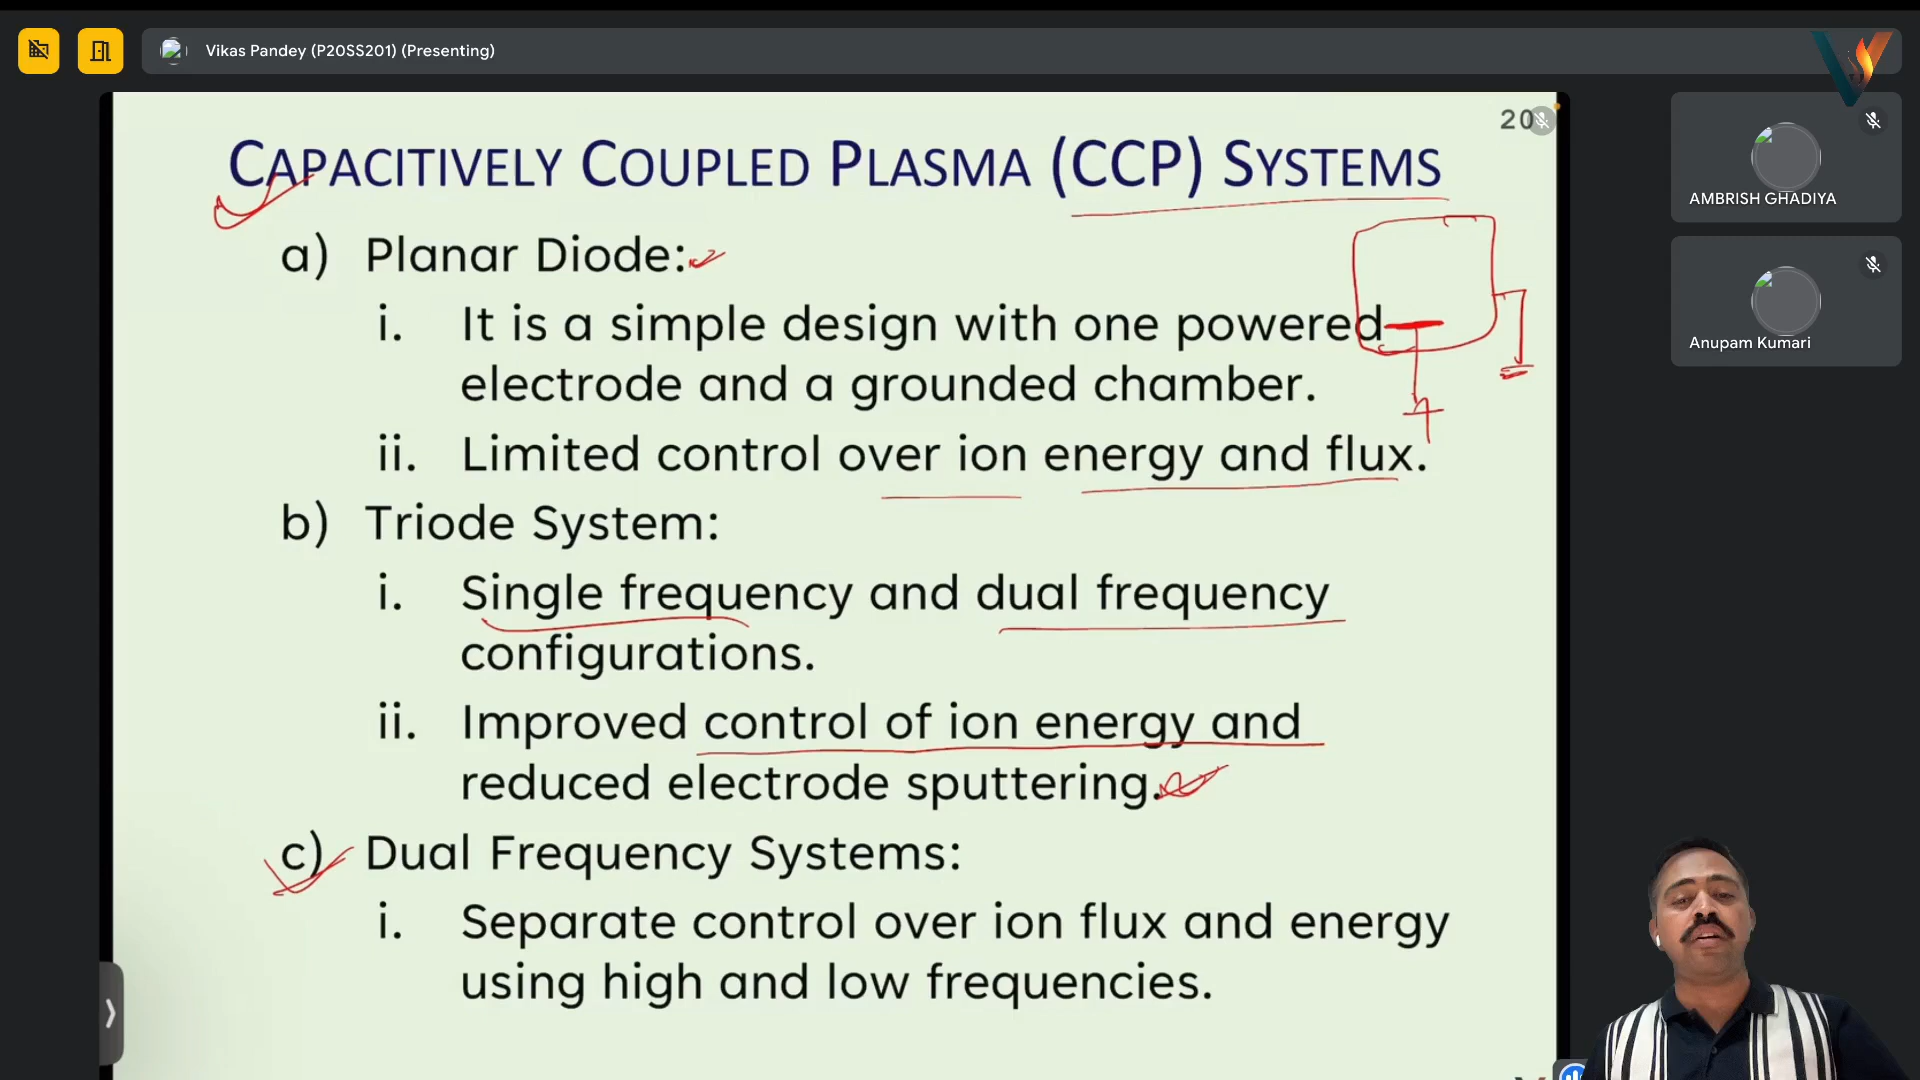 Vikas Pandey (P20SS201) (Presenting)
20
CAPACITIVELY COUPLED PLASMA (CCP) SYSTEMS
a) Planar Diode:
i. It is a simple design with one powered
electrode and a grounded chamber.
ii. Limited control over ion energy and flux.
b) Triode System:
i. Single frequency and dual frequency
configurations.
ii. Improved control of ion energy and
reduced electrode sputtering.
c) Dual Frequency Systems:
i. Separate control over ion flux and energy
using high and low frequencies.
AMBRISH GHADIYA
Anupam Kumari